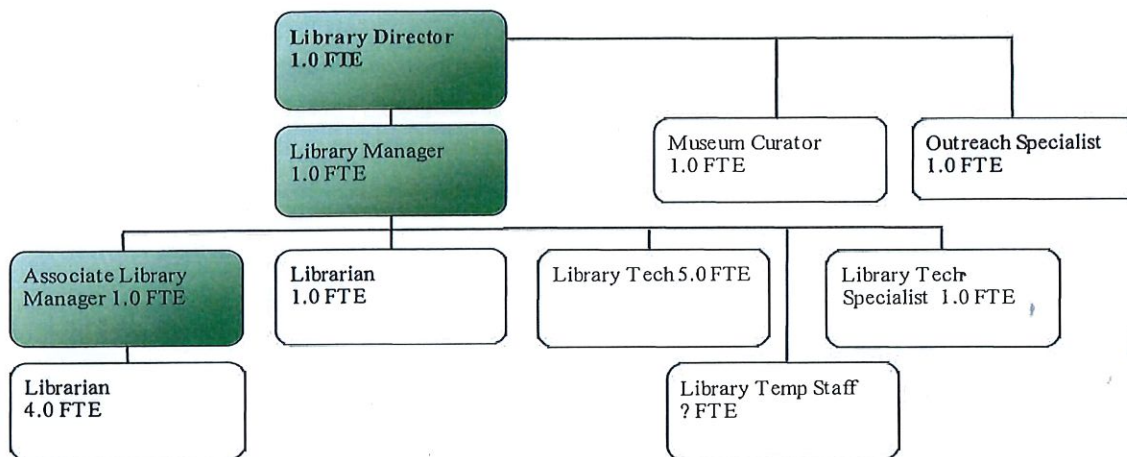 Library Director
1.0 FTE
Library Manager
1.0 FTE
Museum Curator
1.0 FTE
Outreach Specialist
1.0 FTE
Associate Library
Manager 1.0 FTE
Librarian
1.0 FTE
Library Tech 5.0 FTE
Library Tech
Specialist 1.0 FTE
Librarian
4.0 FTE
Library Temp Staff
? FTE